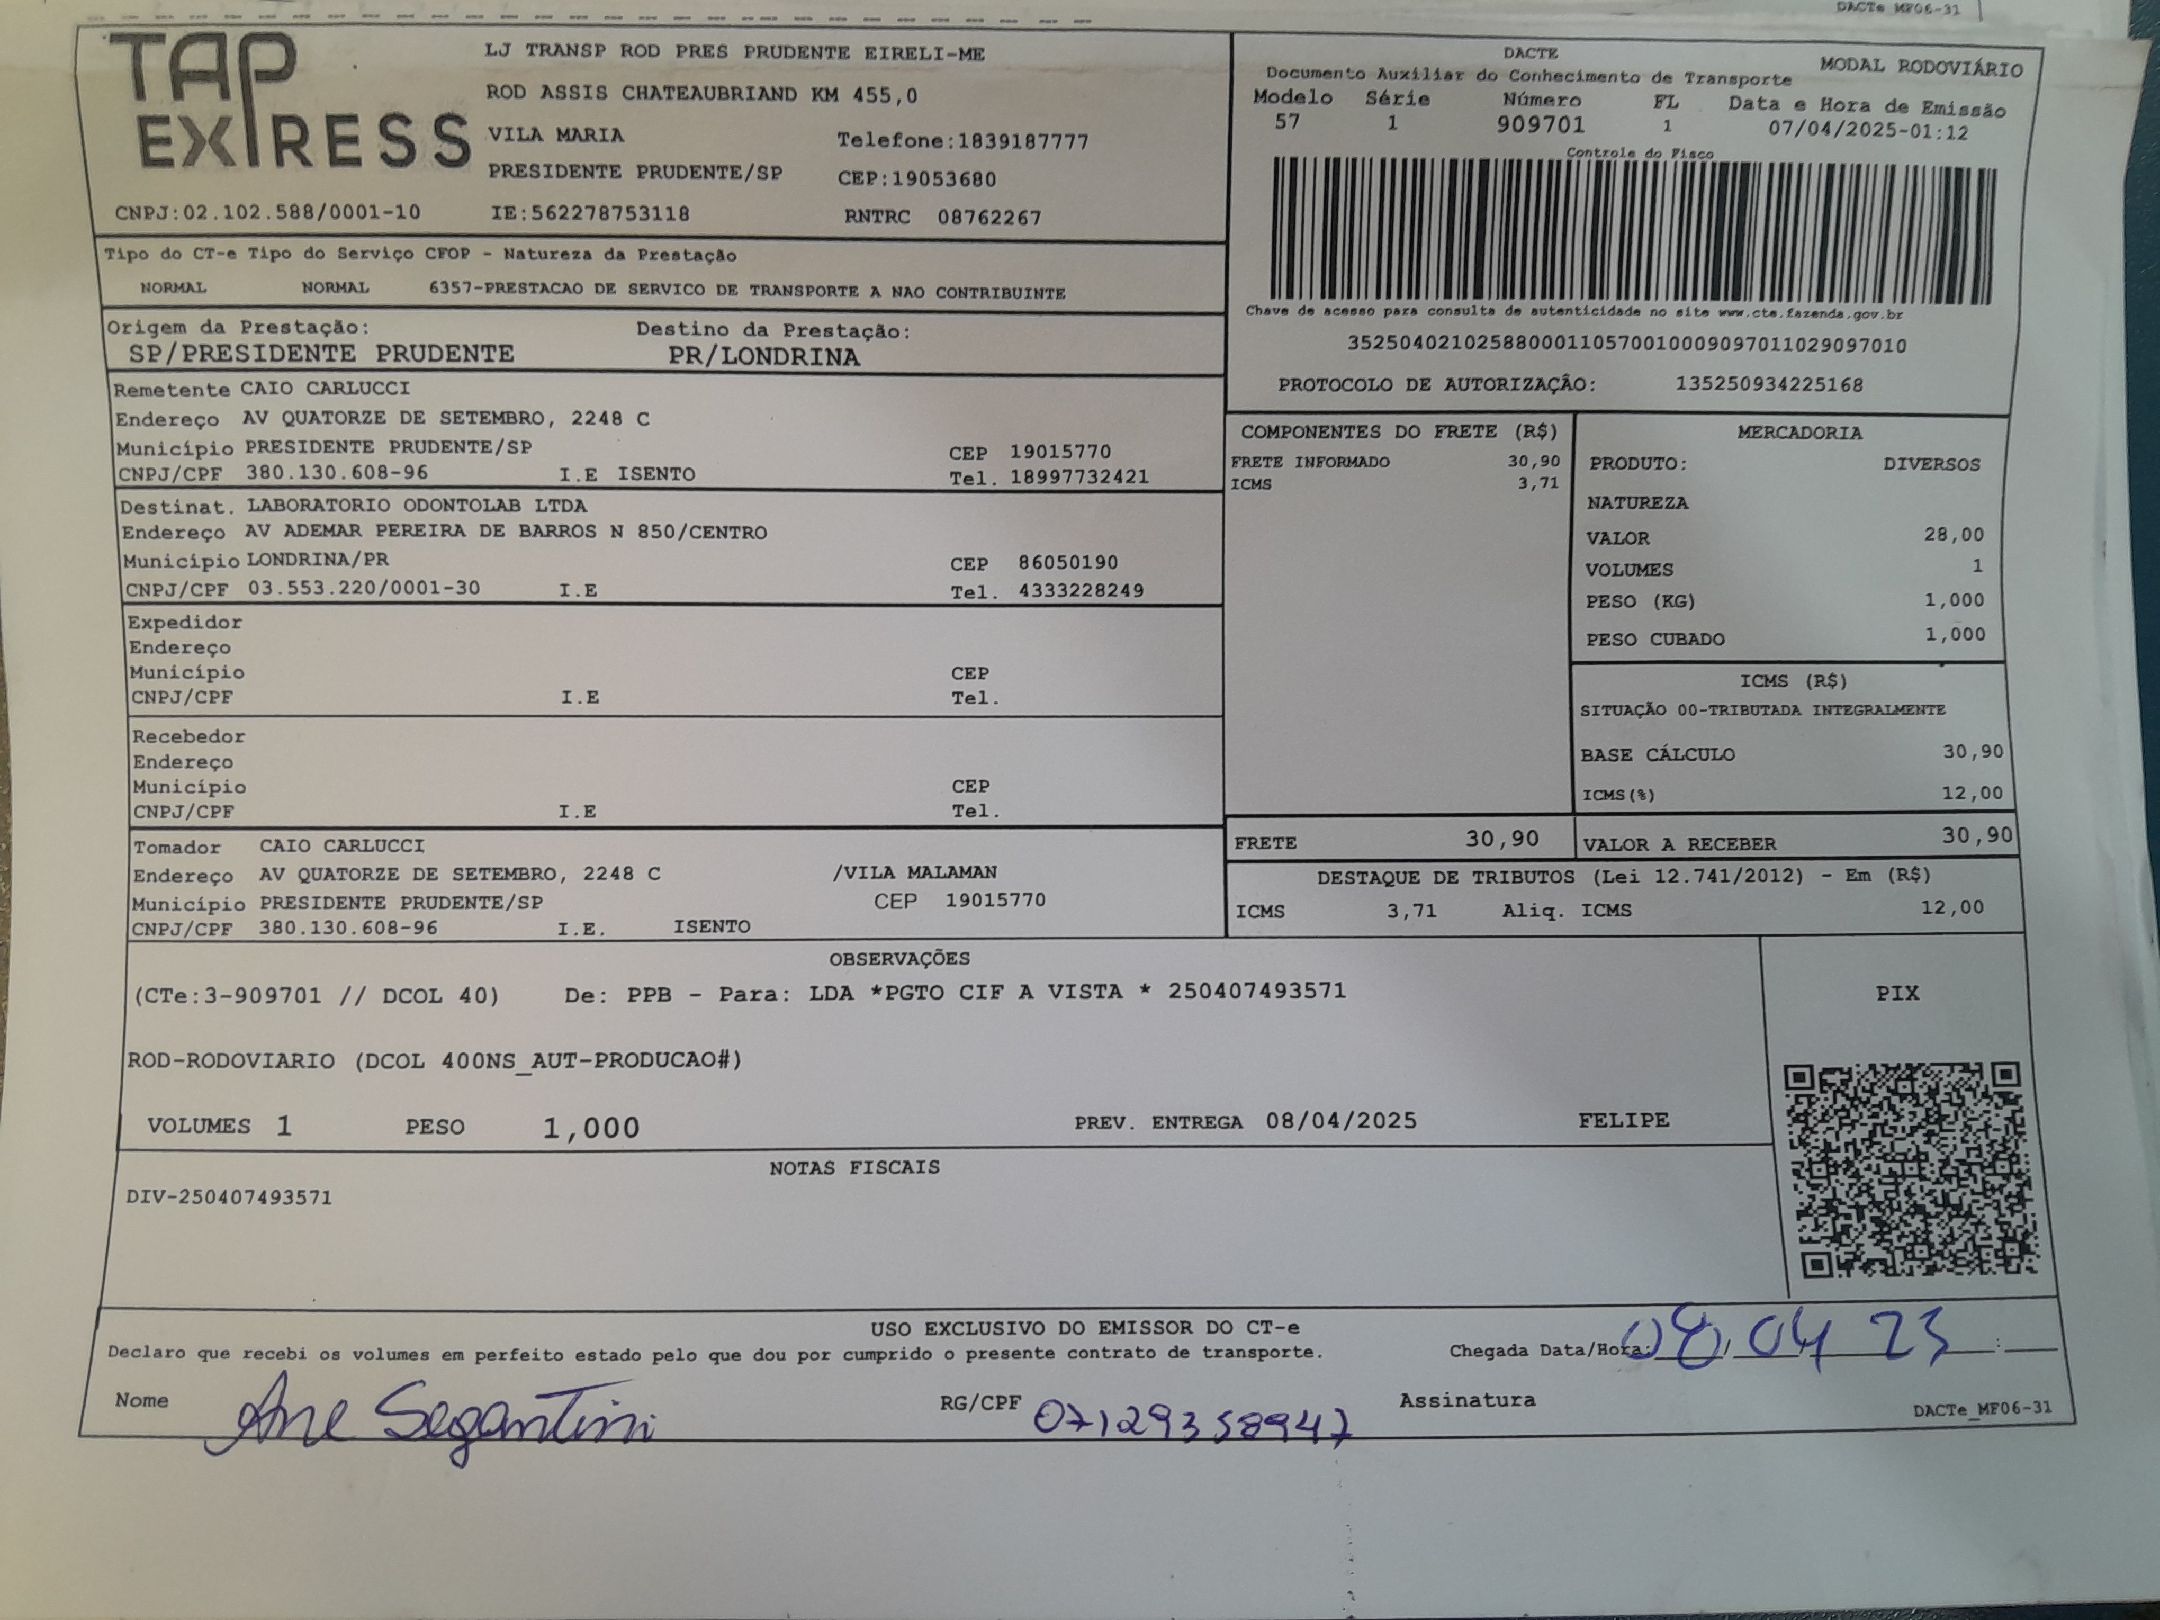 DACTe MF06-31
TAP EXPRESS
LJ TRANSP ROD PRES PRUDENTE EIRELI-ME
ROD ASSIS CHATEAUBRIAND KM 455,0
VILA MARIA Telefone:1839187777
PRESIDENTE PRUDENTE/SP CEP:19053680
CNPJ:02.102.588/0001-10 IE:562278753118 RNTRC 08762267
DACTE MODAL RODOVIÁRIO
Documento Auxiliar do Conhecimento de Transporte
Modelo Série Número FL Data e Hora de Emissão
57 1 909701 1 07/04/2025-01:12
Controle do Fisco
Chave de acesso para consulta de autenticidade no site www.cte.fazenda.gov.br
35250402102588000110570010009097011029097010
PROTOCOLO DE AUTORIZAÇÃO: 135250934225168
Tipo do CT-e Tipo do Serviço CFOP - Natureza da Prestação
NORMAL NORMAL 6357-PRESTACAO DE SERVICO DE TRANSPORTE A NAO CONTRIBUINTE
Origem da Prestação: Destino da Prestação:
SP/PRESIDENTE PRUDENTE PR/LONDRINA
Remetente CAIO CARLUCCI
Endereço AV QUATORZE DE SETEMBRO, 2248 C
Município PRESIDENTE PRUDENTE/SP CEP 19015770
CNPJ/CPF 380.130.608-96 I.E ISENTO Tel. 18997732421
Destinat. LABORATORIO ODONTOLAB LTDA
Endereço AV ADEMAR PEREIRA DE BARROS N 850/CENTRO
Município LONDRINA/PR CEP 86050190
CNPJ/CPF 03.553.220/0001-30 I.E Tel. 4333228249
Expedidor
Endereço
Município CEP
CNPJ/CPF I.E Tel.
Recebedor
Endereço
Município CEP
CNPJ/CPF I.E Tel.
Tomador CAIO CARLUCCI
Endereço AV QUATORZE DE SETEMBRO, 2248 C /VILA MALAMAN
Município PRESIDENTE PRUDENTE/SP CEP 19015770
CNPJ/CPF 380.130.608-96 I.E. ISENTO
COMPONENTES DO FRETE (R$)
FRETE INFORMADO 30,90
ICMS 3,71
MERCADORIA
PRODUTO: DIVERSOS
NATUREZA
VALOR 28,00
VOLUMES 1
PESO (KG) 1,000
PESO CUBADO 1,000
ICMS (R$)
SITUAÇÃO 00-TRIBUTADA INTEGRALMENTE
BASE CÁLCULO 30,90
ICMS(%) 12,00
FRETE 30,90 VALOR A RECEBER 30,90
DESTAQUE DE TRIBUTOS (Lei 12.741/2012) - Em (R$)
ICMS 3,71 Aliq. ICMS 12,00
OBSERVAÇÕES
(CTe:3-909701 // DCOL 40) De: PPB - Para: LDA *PGTO CIF A VISTA * 250407493571
ROD-RODOVIARIO (DCOL 400NS_AUT-PRODUCAO#)
VOLUMES 1 PESO 1,000 PREV. ENTREGA 08/04/2025 FELIPE
PIX
NOTAS FISCAIS
DIV-250407493571
USO EXCLUSIVO DO EMISSOR DO CT-e
Declaro que recebi os volumes em perfeito estado pelo que dou por cumprido o presente contrato de transporte. Chegada Data/Hora: 08/04 23 :
Nome Ane Segantini RG/CPF 07129358947 Assinatura
DACTe_MF06-31